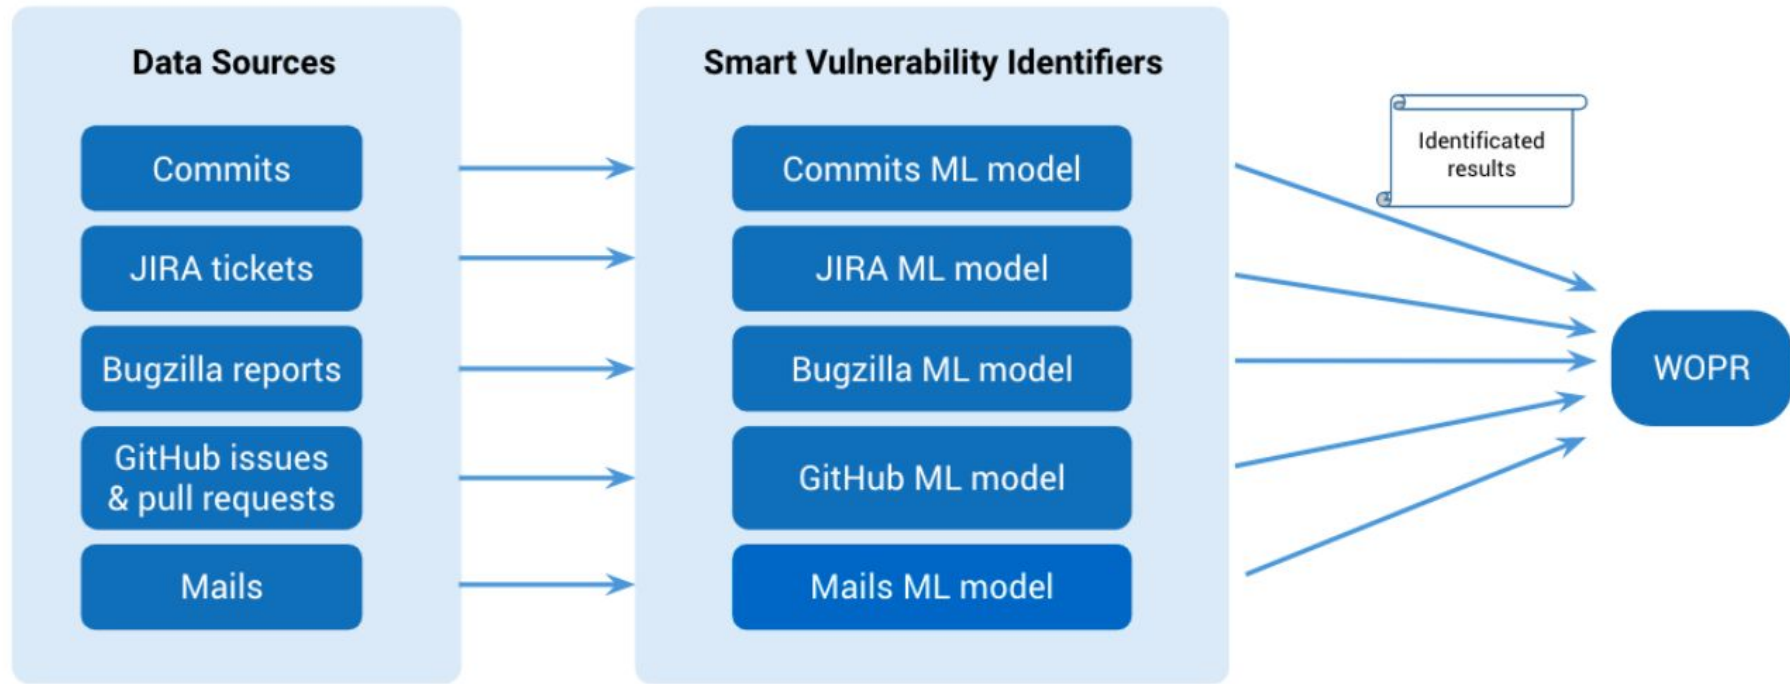 Data Sources
Commits
JIRA tickets
Bugzilla reports
GitHub issues
& pull requests
Mails
Smart Vulnerability Identifiers
Commits ML model
JIRA ML model
Bugzilla ML model
GitHub ML model
Mails ML model
Identificated
results
WOPR